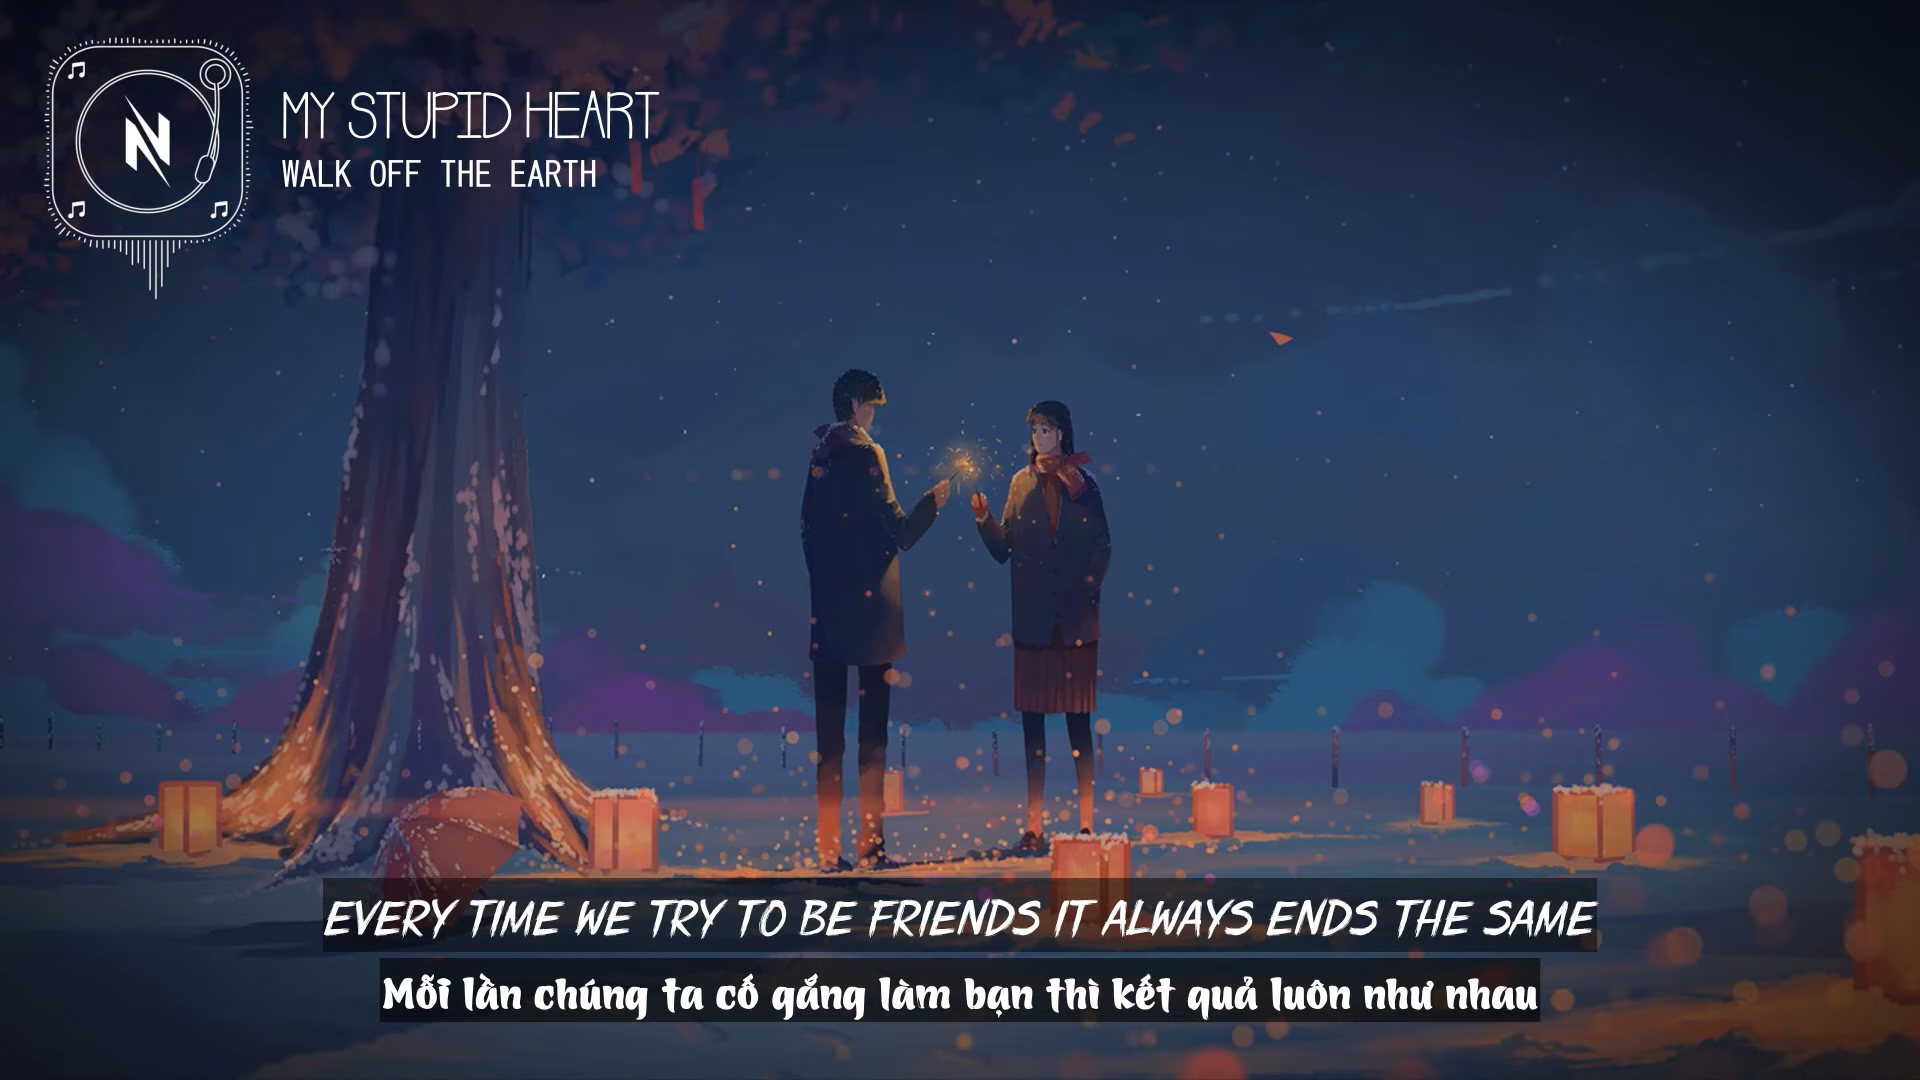 N
MY STUPID HEART
WALK OFF THE EARTH
EVERY TIME WE TRY TO BE FRIENDS IT ALWAYS ENDS THE SAME
Mỗi lần chúng ta cố gắng làm bạn thì kết quả luôn như nhau